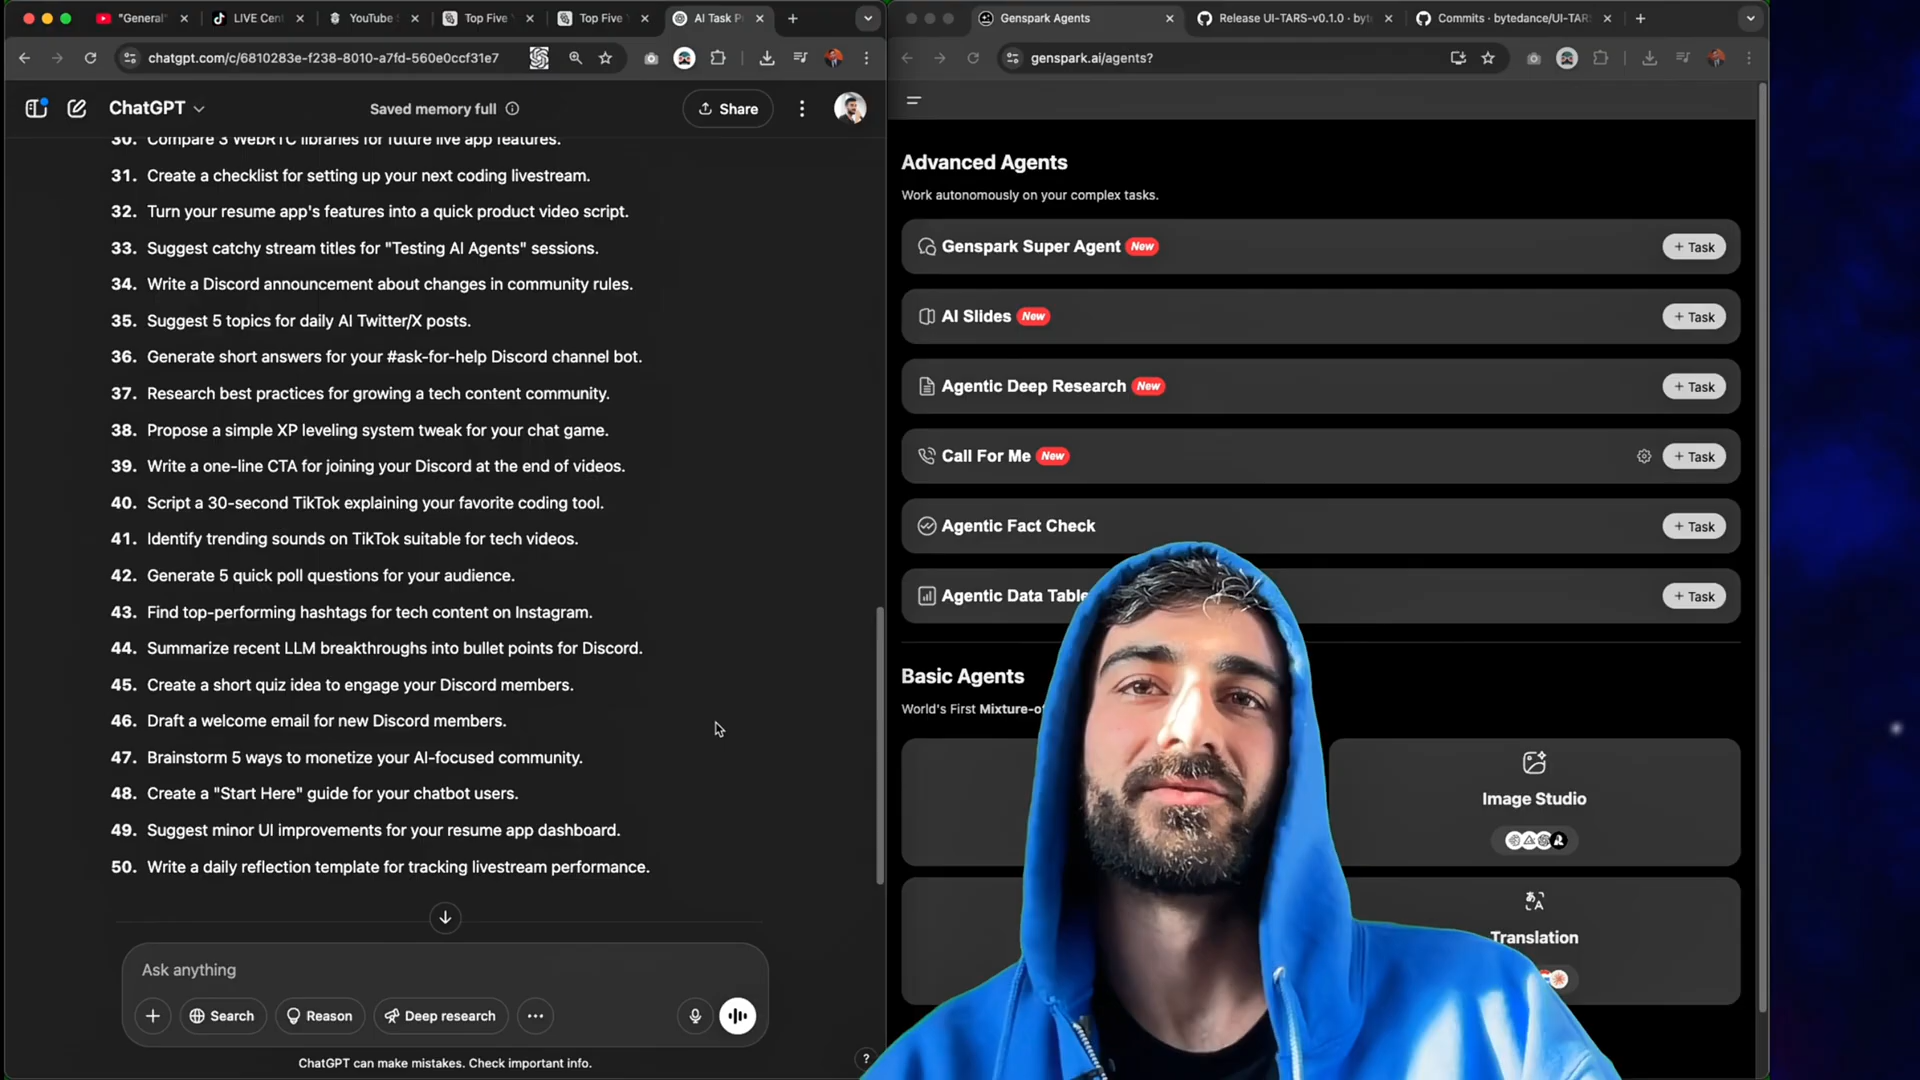 "General"
LIVE Cen
YouTube
Top Five
Top Five
AI Task P
chatgpt.com/c/6810283e-f238-8010-a7fd-560e0ccf31e7
ChatGPT
Saved memory full
Share
30. Compare 3 WebRTC libraries for future live app features.
31. Create a checklist for setting up your next coding livestream.
32. Turn your resume app's features into a quick product video script.
33. Suggest catchy stream titles for "Testing AI Agents" sessions.
34. Write a Discord announcement about changes in community rules.
35. Suggest 5 topics for daily AI Twitter/X posts.
36. Generate short answers for your #ask-for-help Discord channel bot.
37. Research best practices for growing a tech content community.
38. Propose a simple XP leveling system tweak for your chat game.
39. Write a one-line CTA for joining your Discord at the end of videos.
40. Script a 30-second TikTok explaining your favorite coding tool.
41. Identify trending sounds on TikTok suitable for tech videos.
42. Generate 5 quick poll questions for your audience.
43. Find top-performing hashtags for tech content on Instagram.
44. Summarize recent LLM breakthroughs into bullet points for Discord.
45. Create a short quiz idea to engage your Discord members.
46. Draft a welcome email for new Discord members.
47. Brainstorm 5 ways to monetize your AI-focused community.
48. Create a "Start Here" guide for your chatbot users.
49. Suggest minor UI improvements for your resume app dashboard.
50. Write a daily reflection template for tracking livestream performance.
Ask anything
Search
Reason
Deep research
ChatGPT can make mistakes. Check important info.
?
Genspark Agents
Release UI-TARS-v0.1.0 · byt
Commits · bytedance/UI-TAR
genspark.ai/agents?
Advanced Agents
Work autonomously on your complex tasks.
Genspark Super Agent New
+ Task
AI Slides New
+ Task
Agentic Deep Research New
+ Task
Call For Me New
+ Task
Agentic Fact Check
+ Task
Agentic Data Table
+ Task
Basic Agents
World's First Mixture-o
Image Studio
Translation